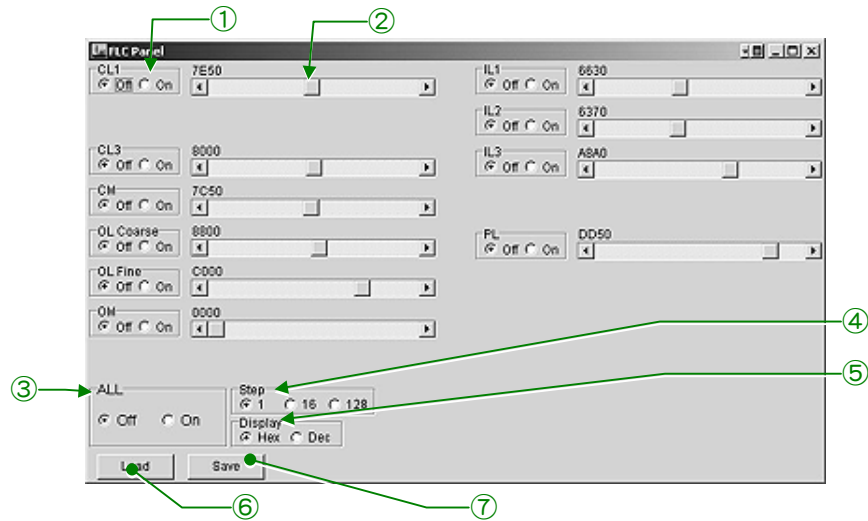 ① ②
FLC Panel
CL1 7E50 IL1 6630
Off On Off On
IL2 6370
Off On
CL3 8000 IL3 A8A0
Off On Off On
CM 7C50
Off On
OL Coarse 8800 PL DD50
Off On Off On
OL Fine C000
Off On
OM 0000
Off On
④
③ ALL Step ⑤
1 16 128
Off On Display
Hex Dec
Load Save
⑥ ⑦